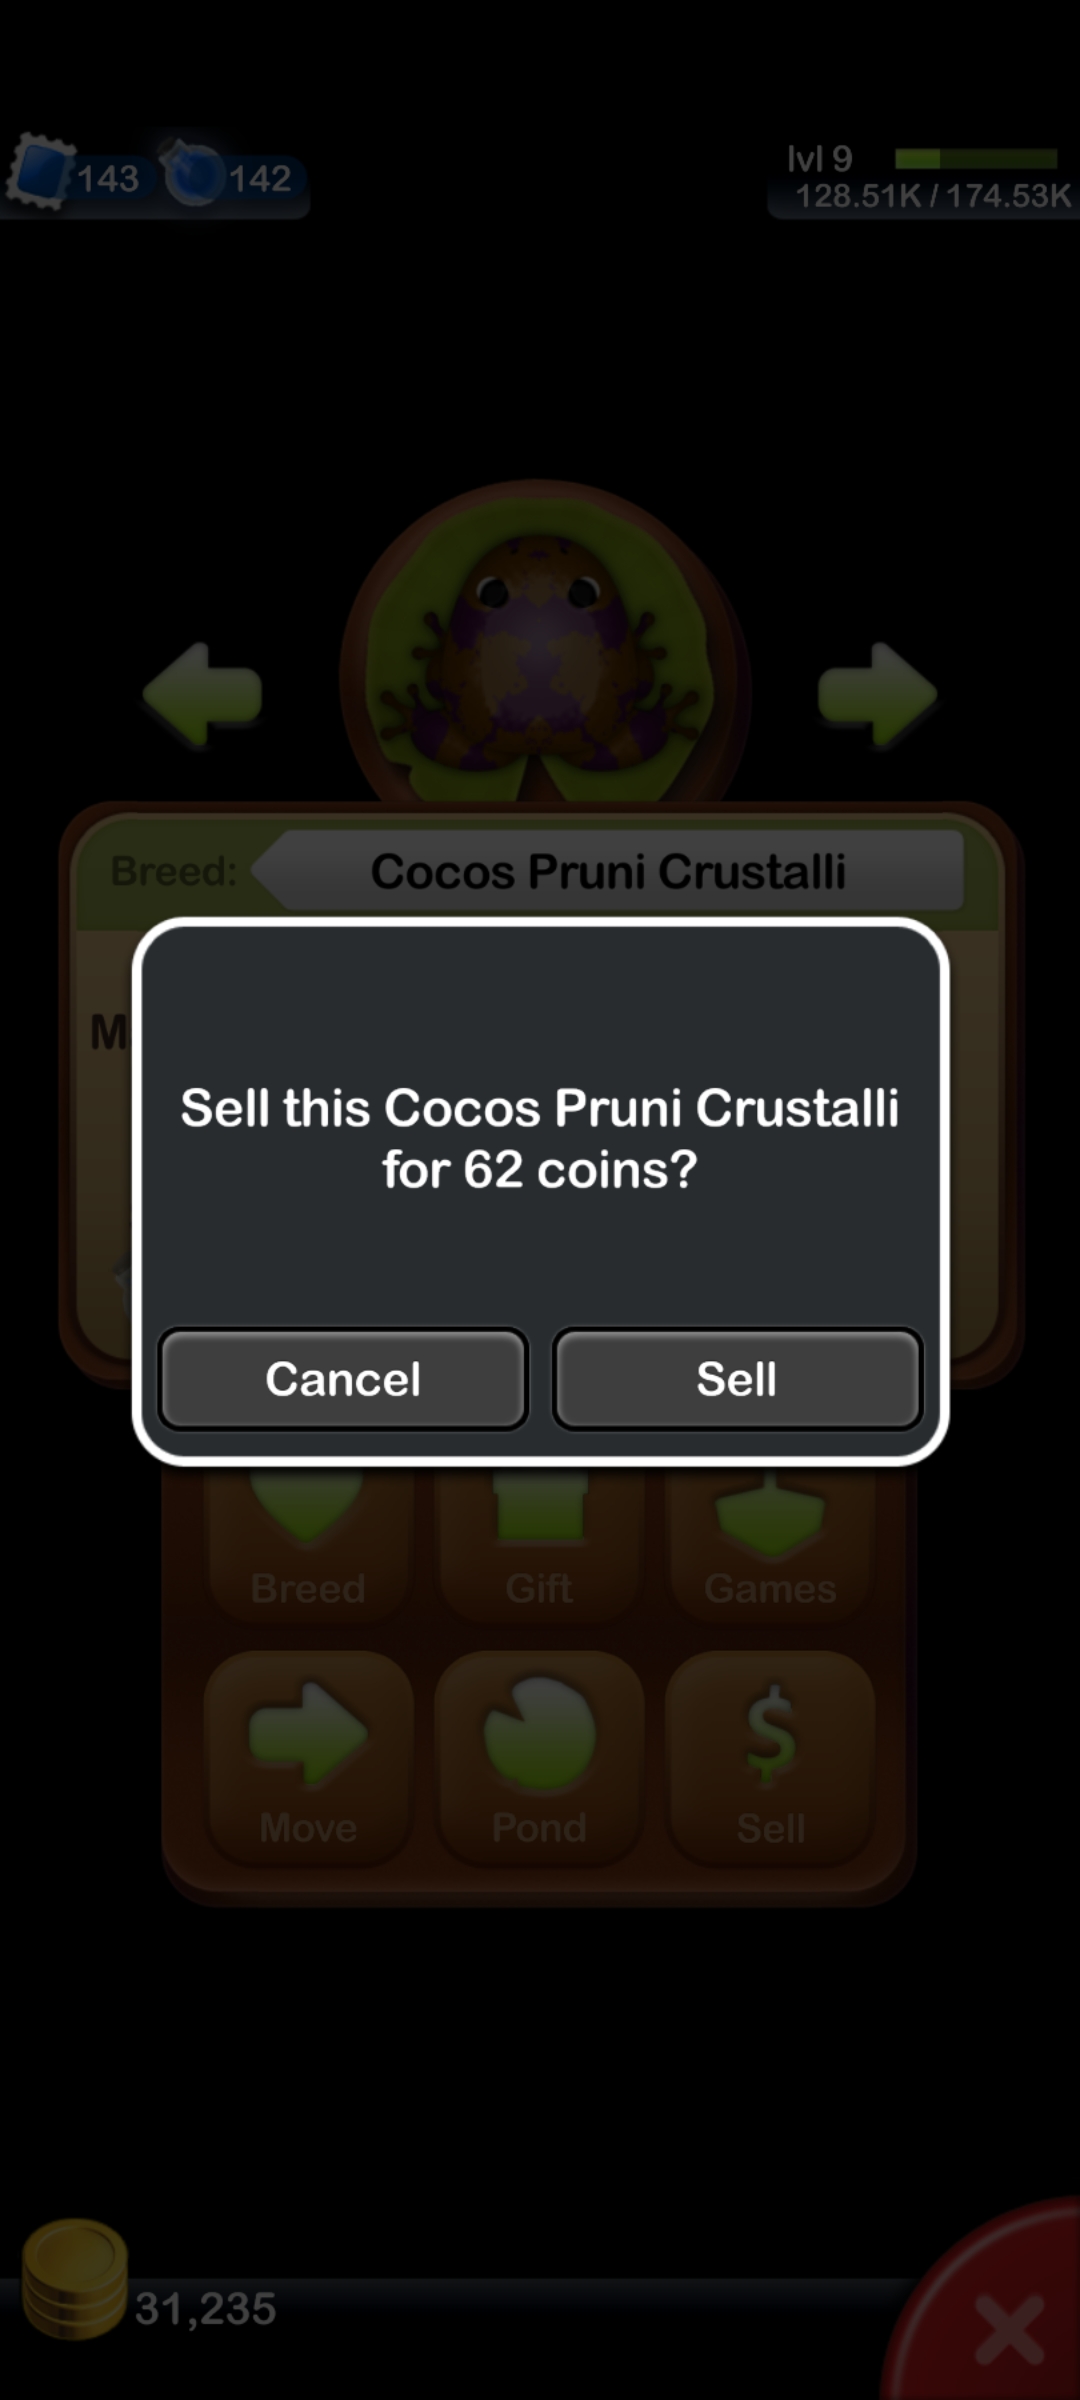 143
142
lvl 9
128.51K / 174.53K
Breed:
Cocos Pruni Crustalli
M
Sell this Cocos Pruni Crustalli
for 62 coins?
Cancel
Sell
Breed
Gift
Games
Move
Pond
$
Sell
31,235